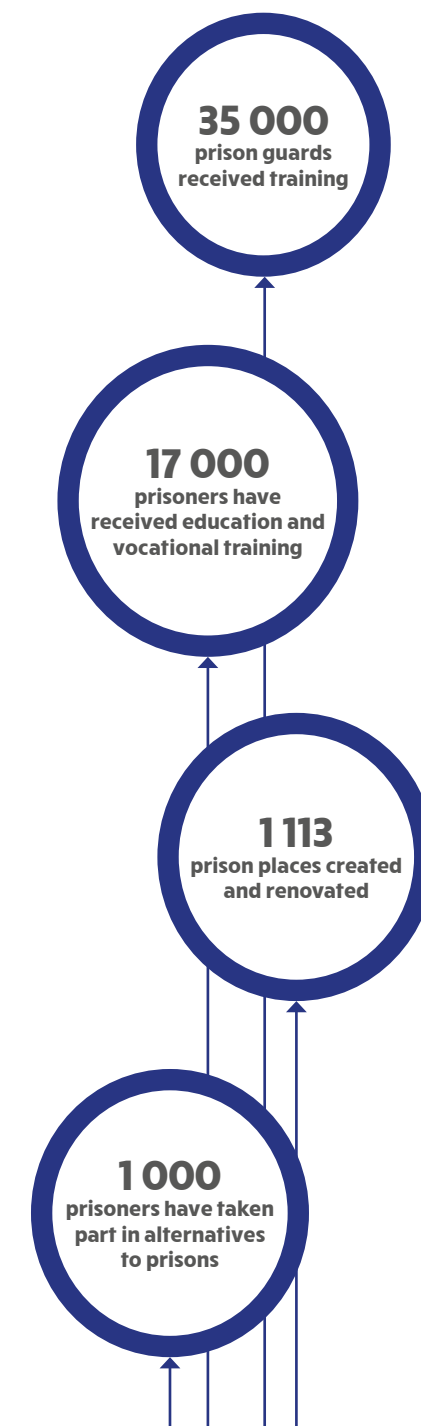 35 000
prison guards
received training
17 000
prisoners have
received education and
vocational training
1 113
prison places created
and renovated
1 000
prisoners have taken
part in alternatives
to prisons